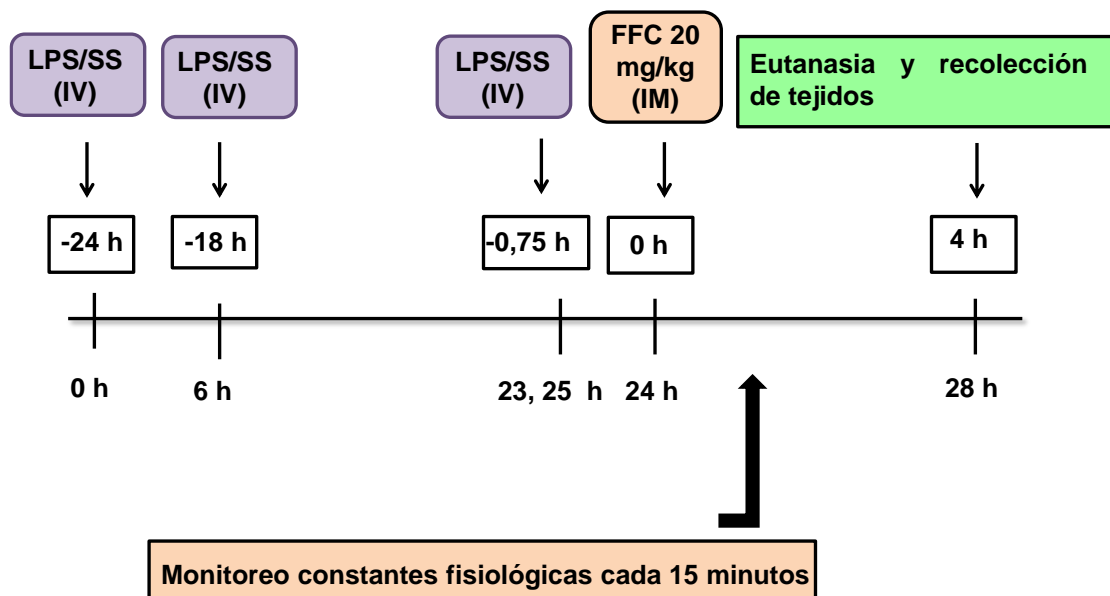 LPS/SS
(IV)
LPS/SS
(IV)
LPS/SS
(IV)
FFC 20
mg/kg
(IM)
Eutanasia y recolección
de tejidos
-24 h
-18 h
-0,75 h
0 h
4 h
0 h
6 h
23, 25 h
24 h
28 h
Monitoreo constantes fisiológicas cada 15 minutos